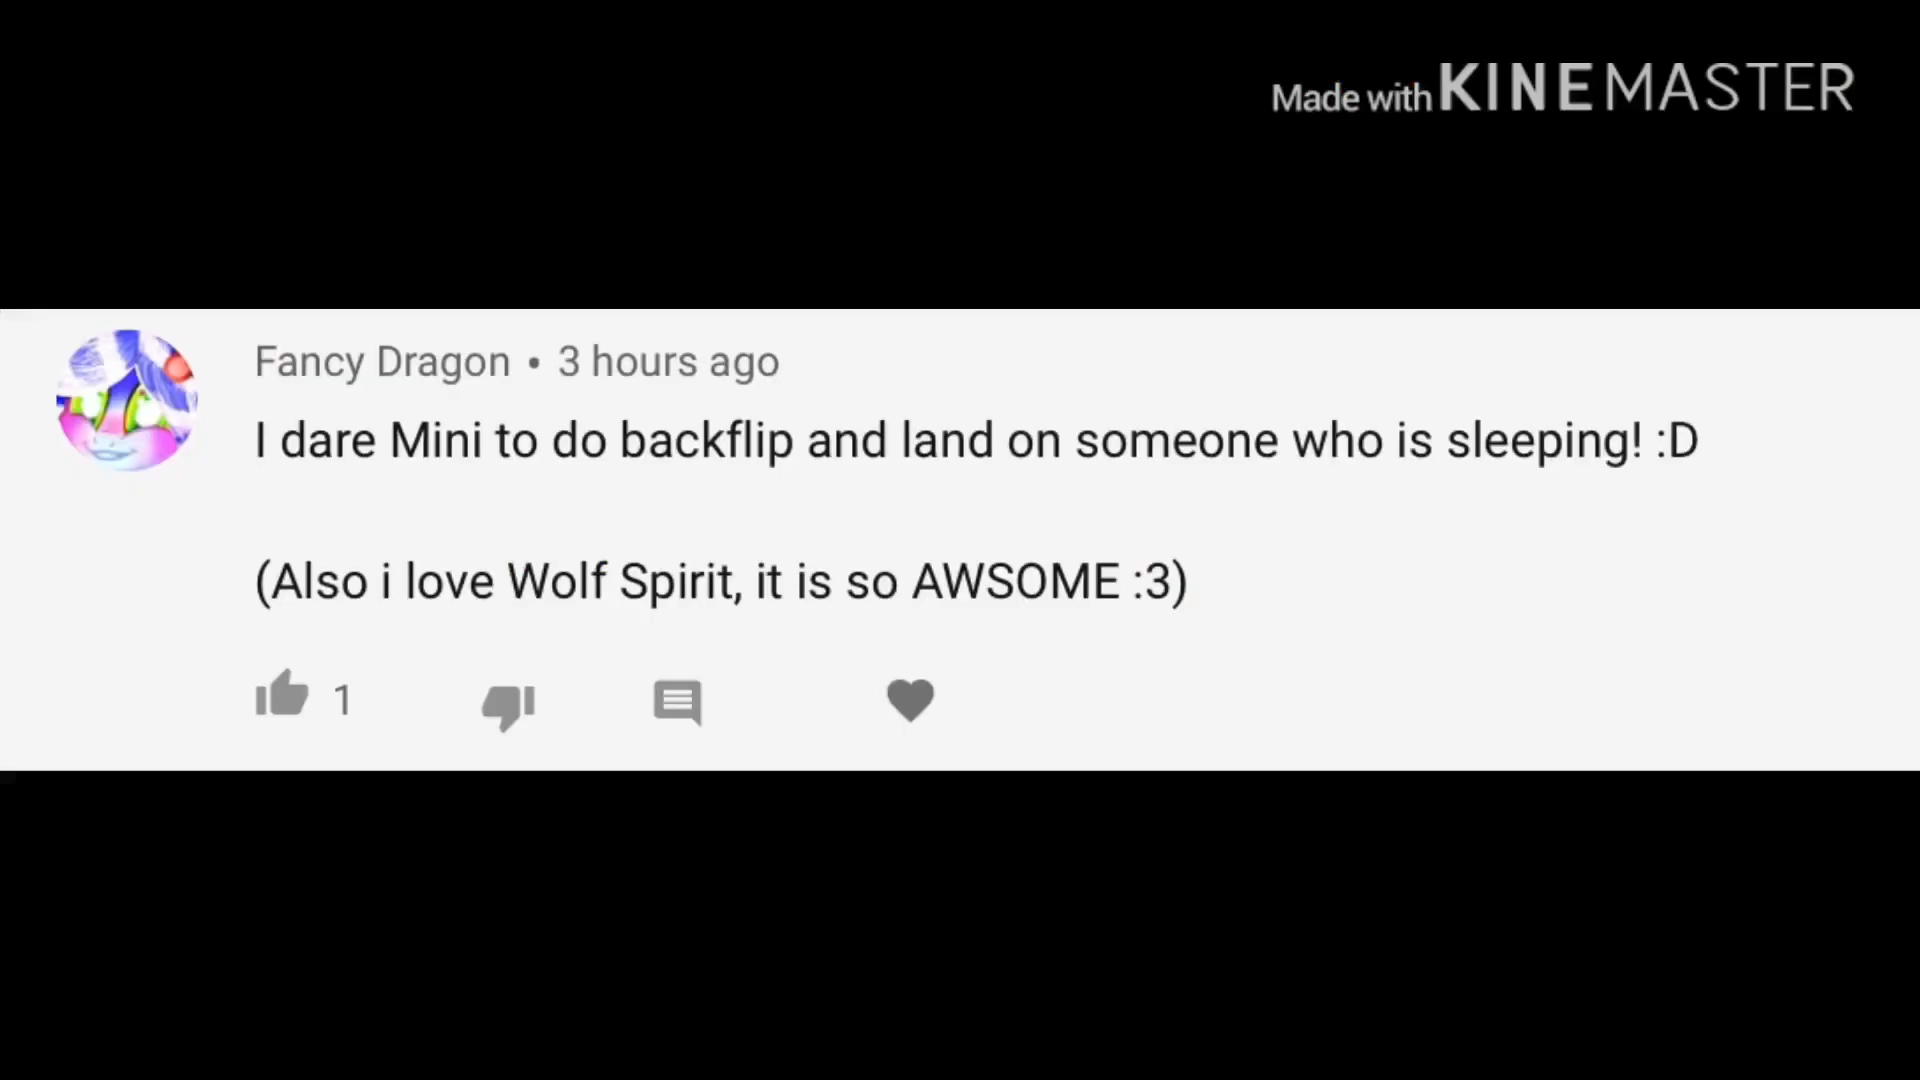 Made with KINEMASTER
Fancy Dragon • 3 hours ago
I dare Mini to do backflip and land on someone who is sleeping! :D
(Also i love Wolf Spirit, it is so AWSOME :3)
1